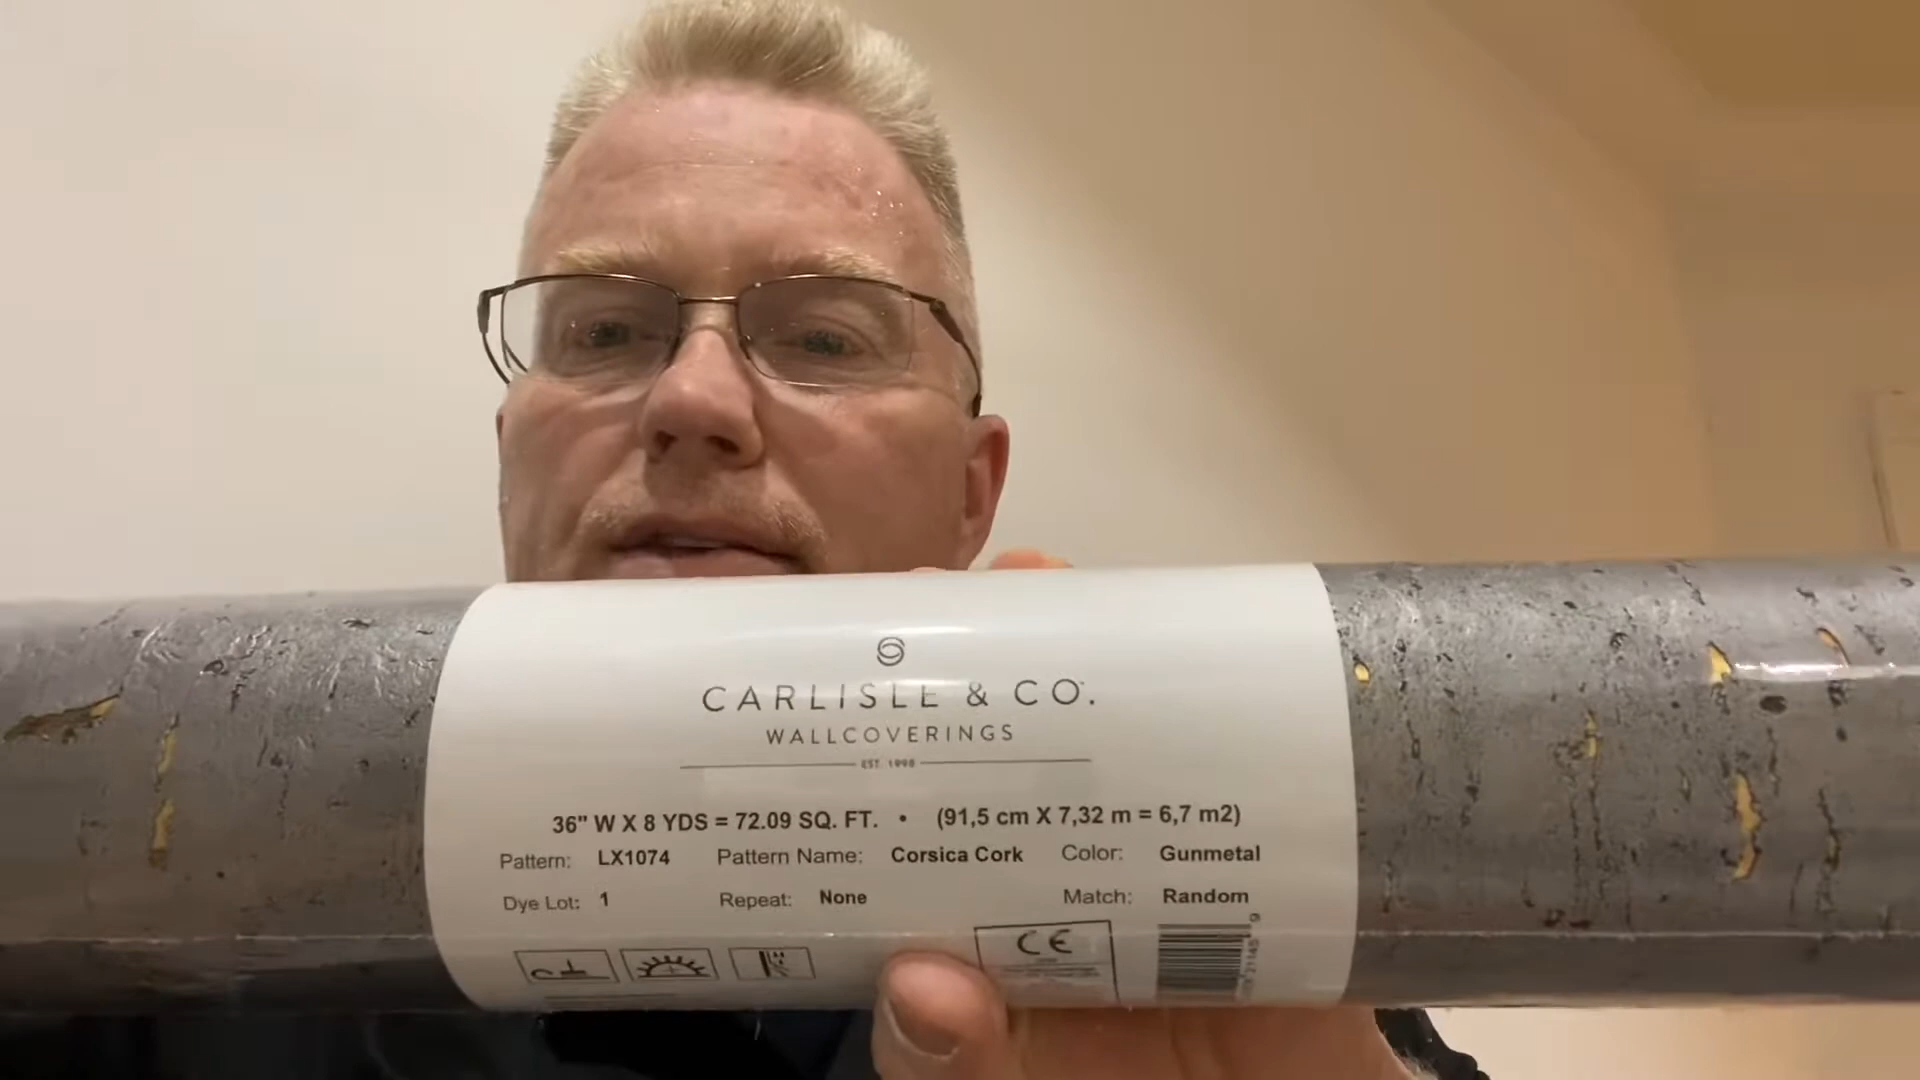 CARLISLE & CO.
WALLCOVERINGS
EST. 1998
36" W X 8 YDS = 72.09 SQ. FT. • (91,5 cm X 7,32 m = 6,7 m2)
Pattern: LX1074 Pattern Name: Corsica Cork Color: Gunmetal
Dye Lot: 1 Repeat: None Match: Random
CE